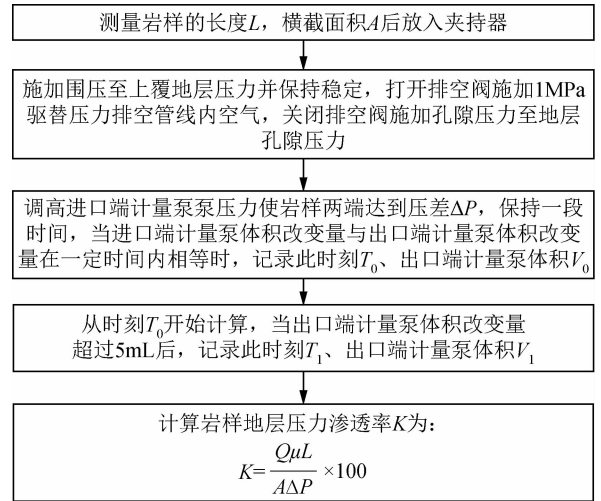 测量岩样的长度L，横截面积A后放入夹持器
施加围压至上覆地层压力并保持稳定，打开排空阀施加1MPa
驱替压力排空管线内空气，关闭排空阀施加孔隙压力至地层
孔隙压力
调高进口端计量泵泵压力使岩样两端达到压差ΔP，保持一段
时间，当进口端计量泵体积改变量与出口端计量泵体积改变
量在一定时间内相等时，记录此时刻T₀、出口端计量泵体积V₀
从时刻T₀开始计算，当出口端计量泵体积改变量
超过5mL后，记录此时刻T₁、出口端计量泵体积V₁
计算岩样地层压力渗透率K为：
K=QμL/AΔP ×100